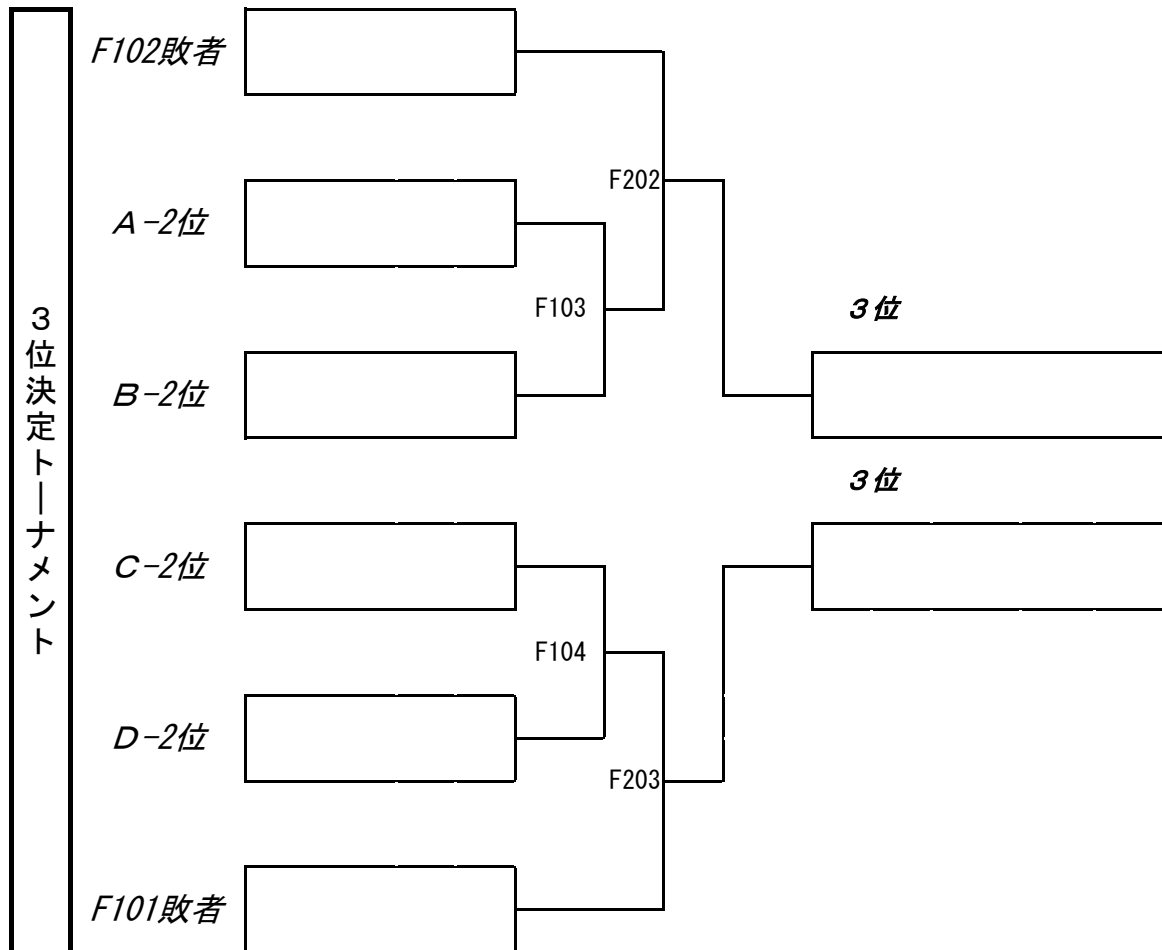 3位決定トーナメント
F102敗者
F202
A-2位
F103
3位
B-2位
3位
C-2位
F104
D-2位
F203
F101敗者